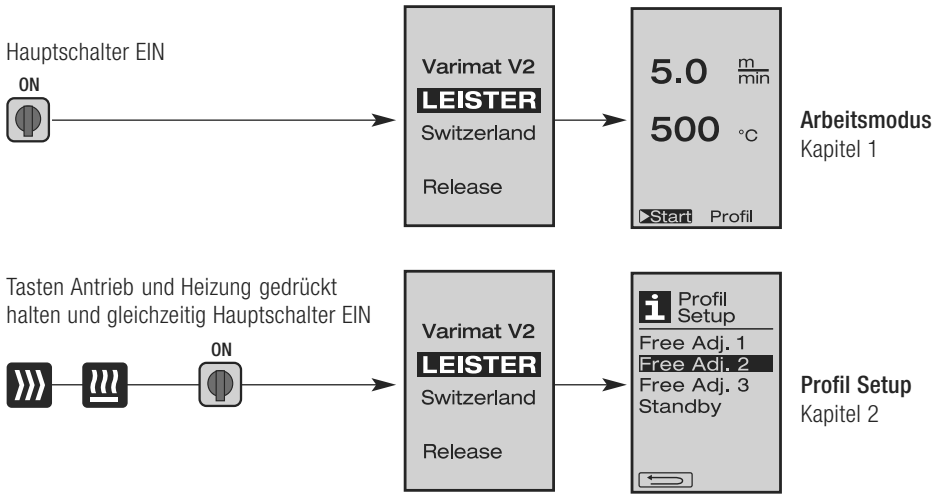 Hauptschalter EIN
ON
Varimat V2
LEISTER
Switzerland
Release
5.0 m/min
500 °C
Start Profil
Arbeitsmodus
Kapitel 1
Tasten Antrieb und Heizung gedrückt
halten und gleichzeitig Hauptschalter EIN
ON
Varimat V2
LEISTER
Switzerland
Release
i Profil
Setup
Free Adj. 1
Free Adj. 2
Free Adj. 3
Standby
Profil Setup
Kapitel 2